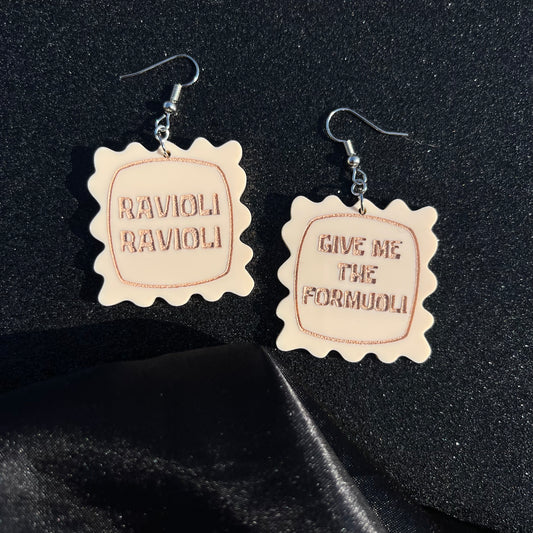 RAVIOLI
RAVIOLI
GIVE ME
THE
FORMUOLI